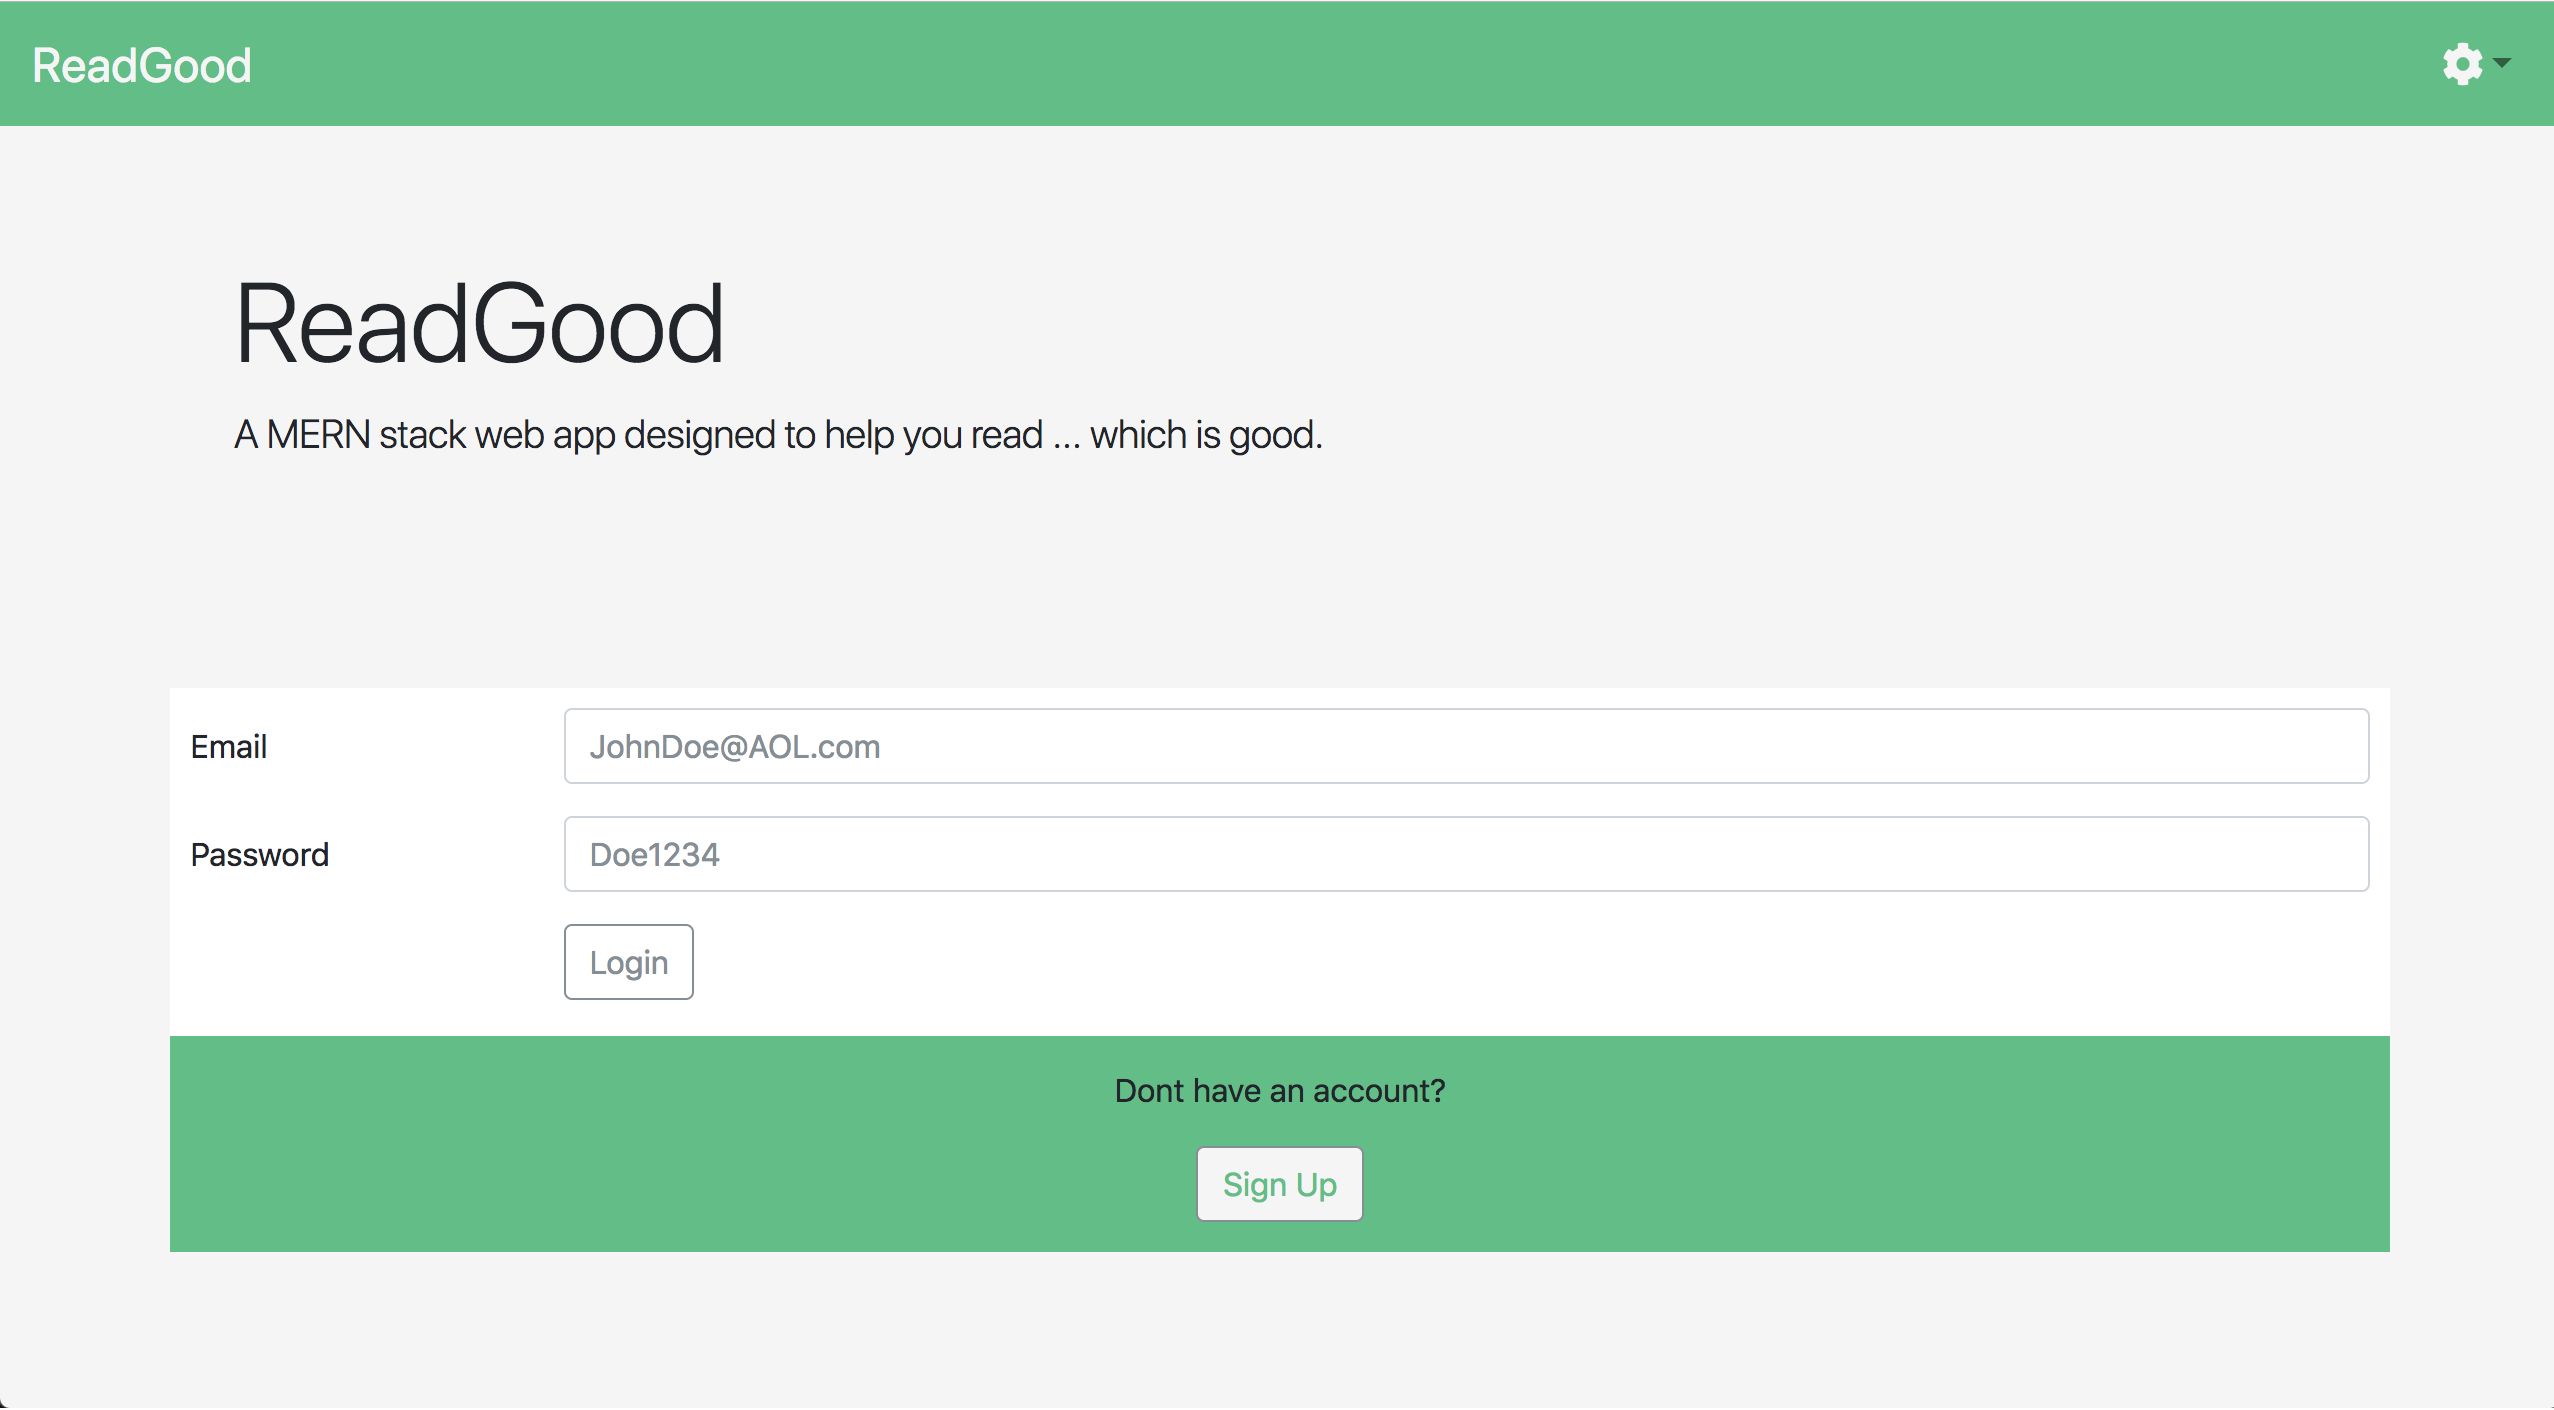 ReadGood
ReadGood
A MERN stack web app designed to help you read ... which is good.
Email
JohnDoe@AOL.com
Password
Doe1234
Login
Dont have an account?
Sign Up